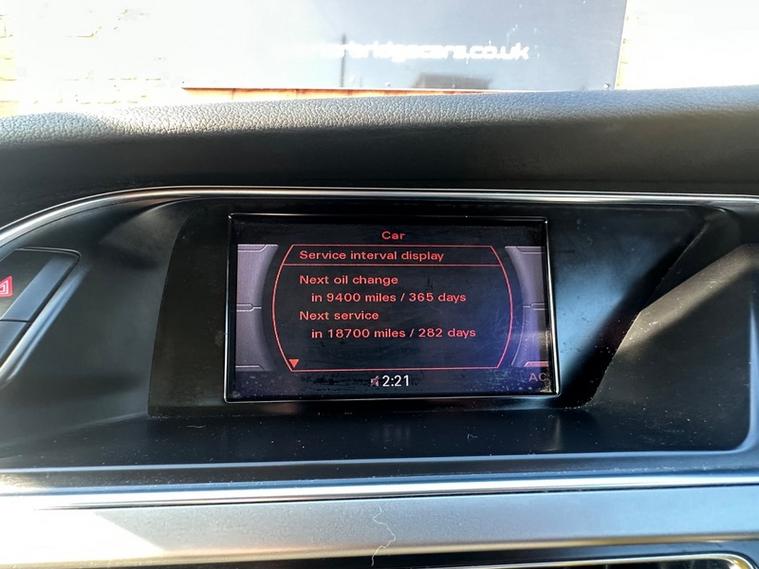 Car
Service interval display
Next oil change
in 9400 miles / 365 days
Next service
in 18700 miles / 282 days
2:21
AC